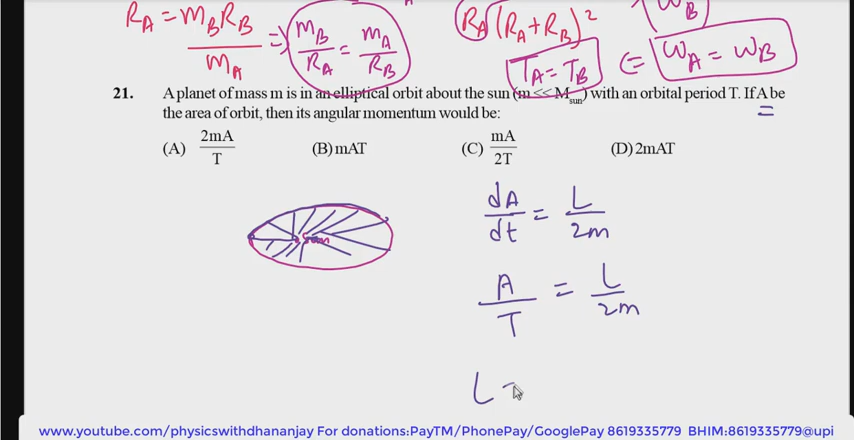 R_A = m_B R_B / m_A => m_B / R_A = m_A / R_B
R_A (R_A + R_B)²
T_A = T_B <= ω_A = ω_B
21. A planet of mass m is in an elliptical orbit about the sun (m << M_sun) with an orbital period T. If A be
the area of orbit, then its angular momentum would be:
(A) 2mA / T (B) mAT (C) mA / 2T (D) 2mAT
Sun
dA / dt = L / 2m
A / T = L / 2m
L =
www.youtube.com/physicswithdhananjay For donations:PayTM/PhonePay/GooglePay 8619335779 BHIM:8619335779@upi